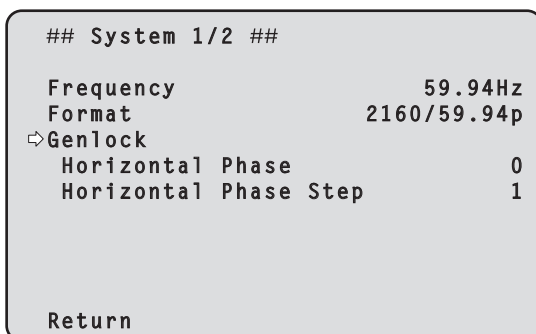 ## System 1/2 ##
Frequency 59.94Hz
Format 2160/59.94p
⇨Genlock
Horizontal Phase 0
Horizontal Phase Step 1
Return